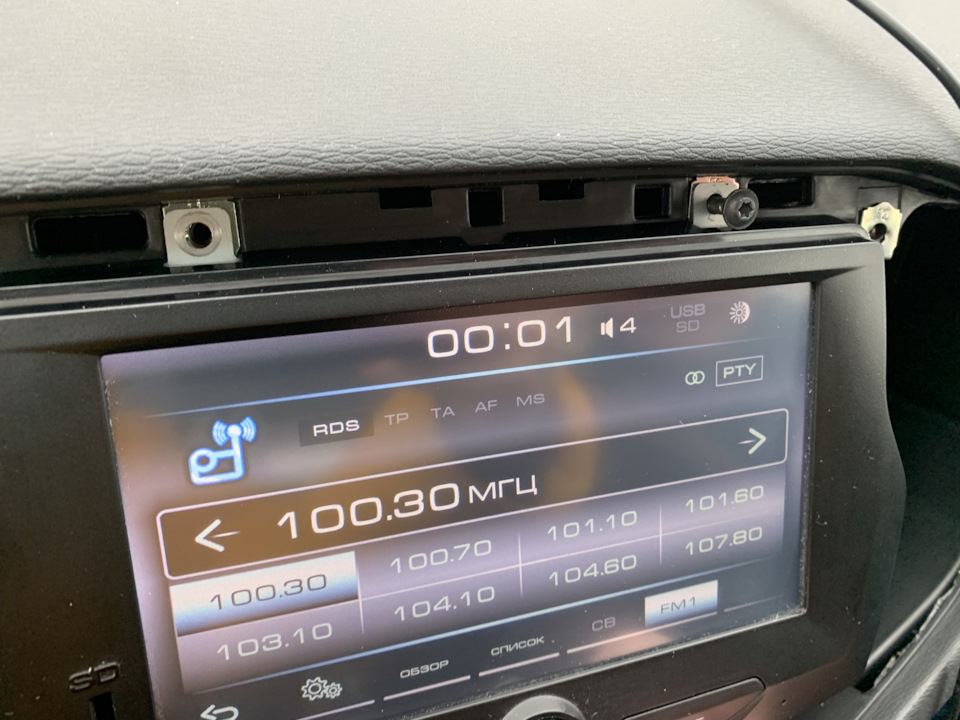 00:01 4 USB
SD
PTY
RDS TP TA AF MS
100.30 МГЦ
100.30 100.70 101.10 101.60
103.10 104.10 104.60 107.80
ОБЗОР СПИСОК СВ FM1
SD